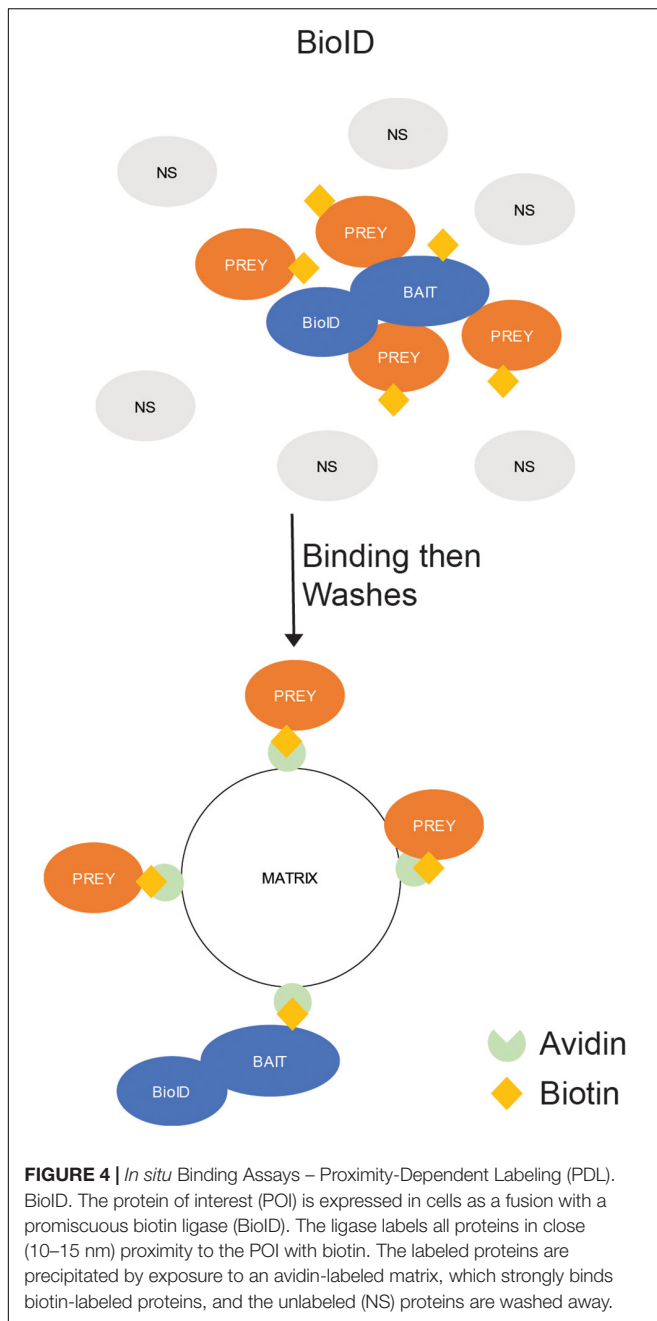 BioID
NS
NS
NS
PREY
PREY
BAIT
BioID
PREY
PREY
NS
NS
NS
Binding then
Washes
PREY
PREY
PREY
MATRIX
BAIT
BioID
Avidin
Biotin
FIGURE 4 | In situ Binding Assays – Proximity-Dependent Labeling (PDL).
BioID. The protein of interest (POI) is expressed in cells as a fusion with a
promiscuous biotin ligase (BioID). The ligase labels all proteins in close
(10–15 nm) proximity to the POI with biotin. The labeled proteins are
precipitated by exposure to an avidin-labeled matrix, which strongly binds
biotin-labeled proteins, and the unlabeled (NS) proteins are washed away.